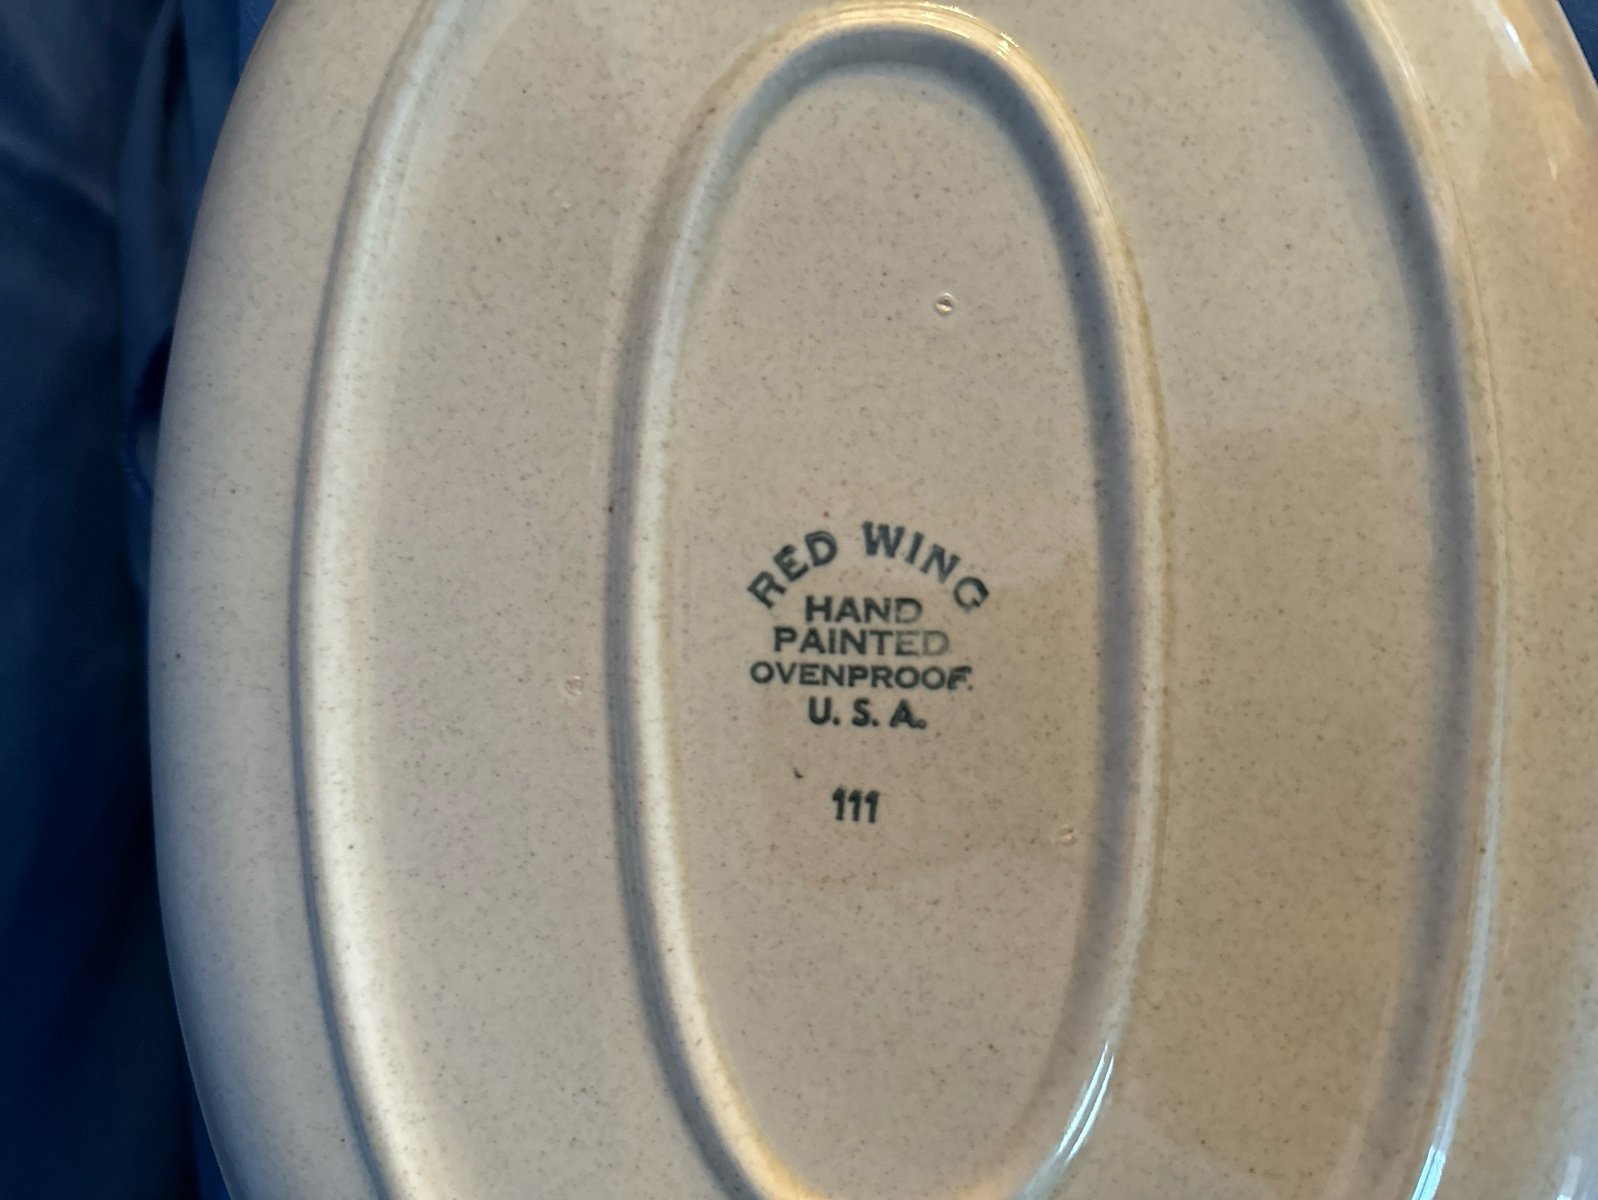 RED WING
HAND
PAINTED
OVENPROOF.
U. S. A.
111